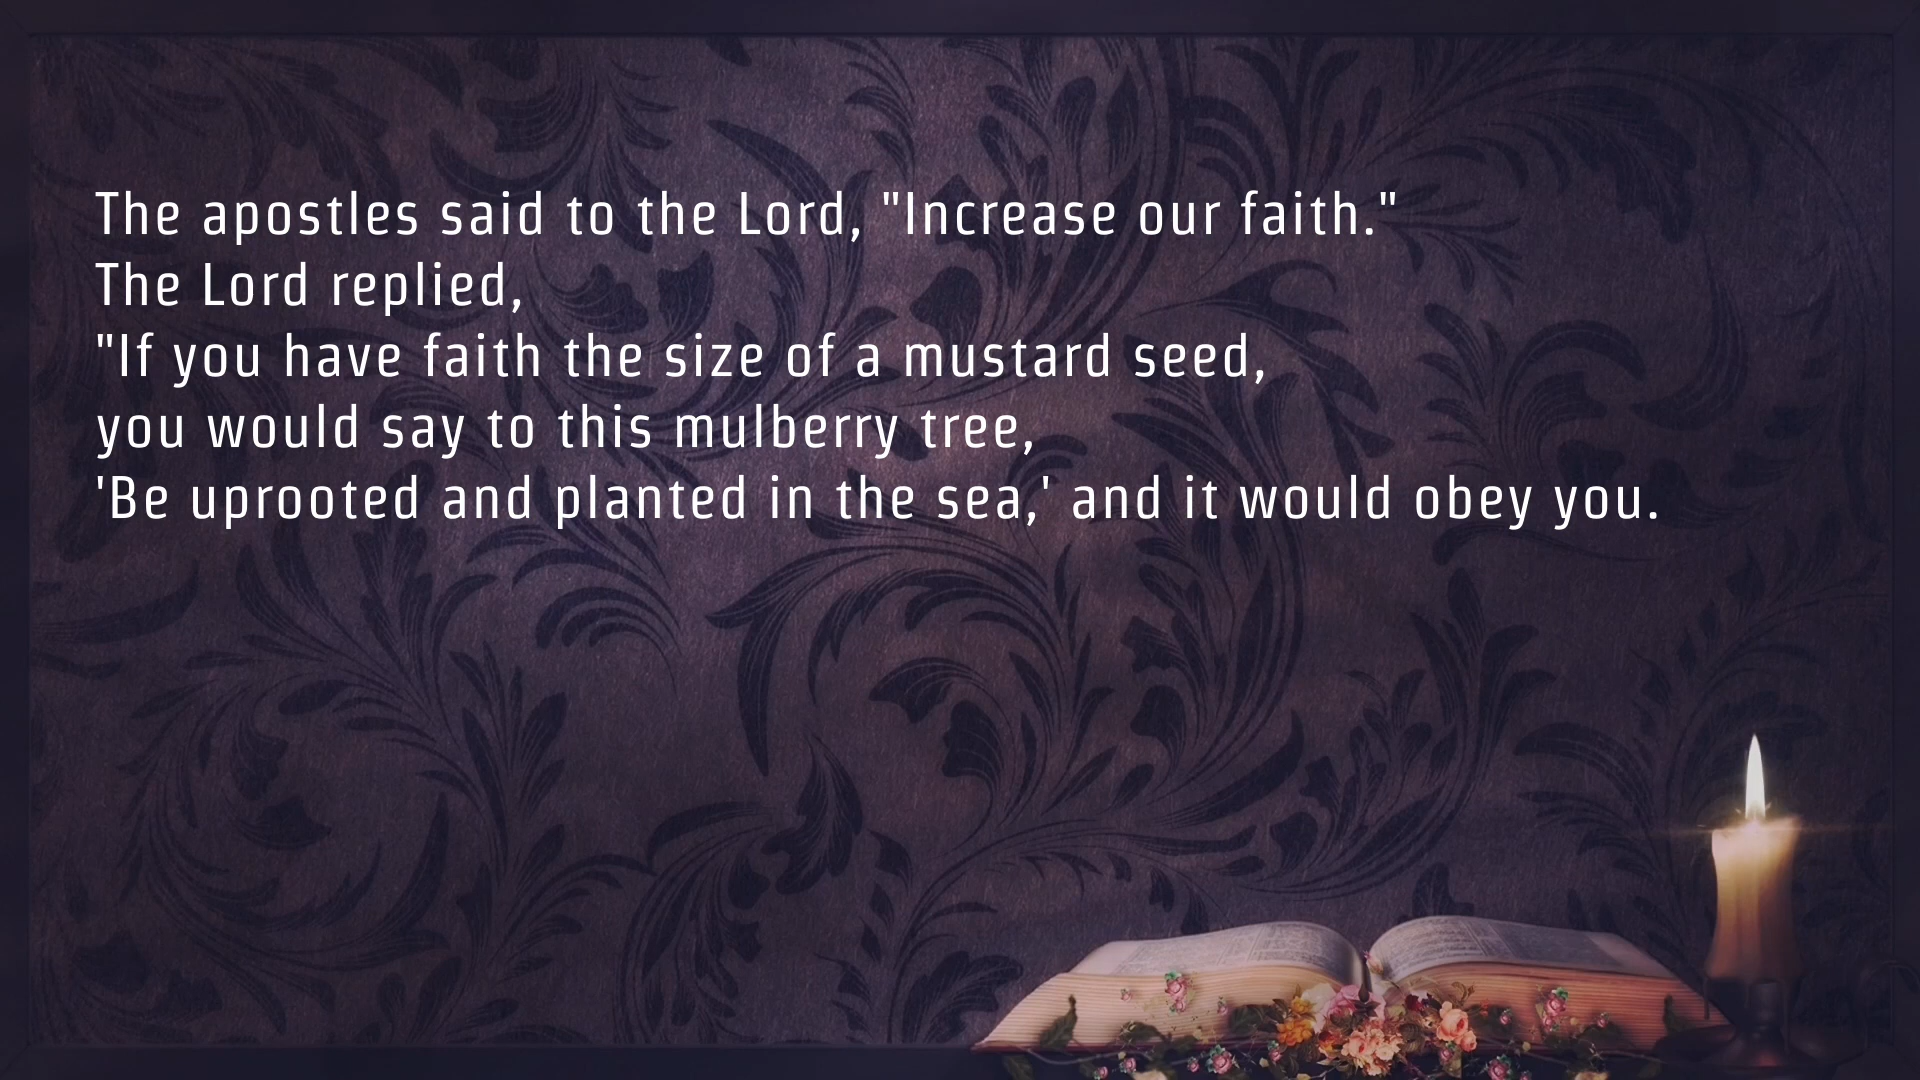 The apostles said to the Lord, "Increase our faith."
The Lord replied,
"If you have faith the size of a mustard seed,
you would say to this mulberry tree,
'Be uprooted and planted in the sea,' and it would obey you.